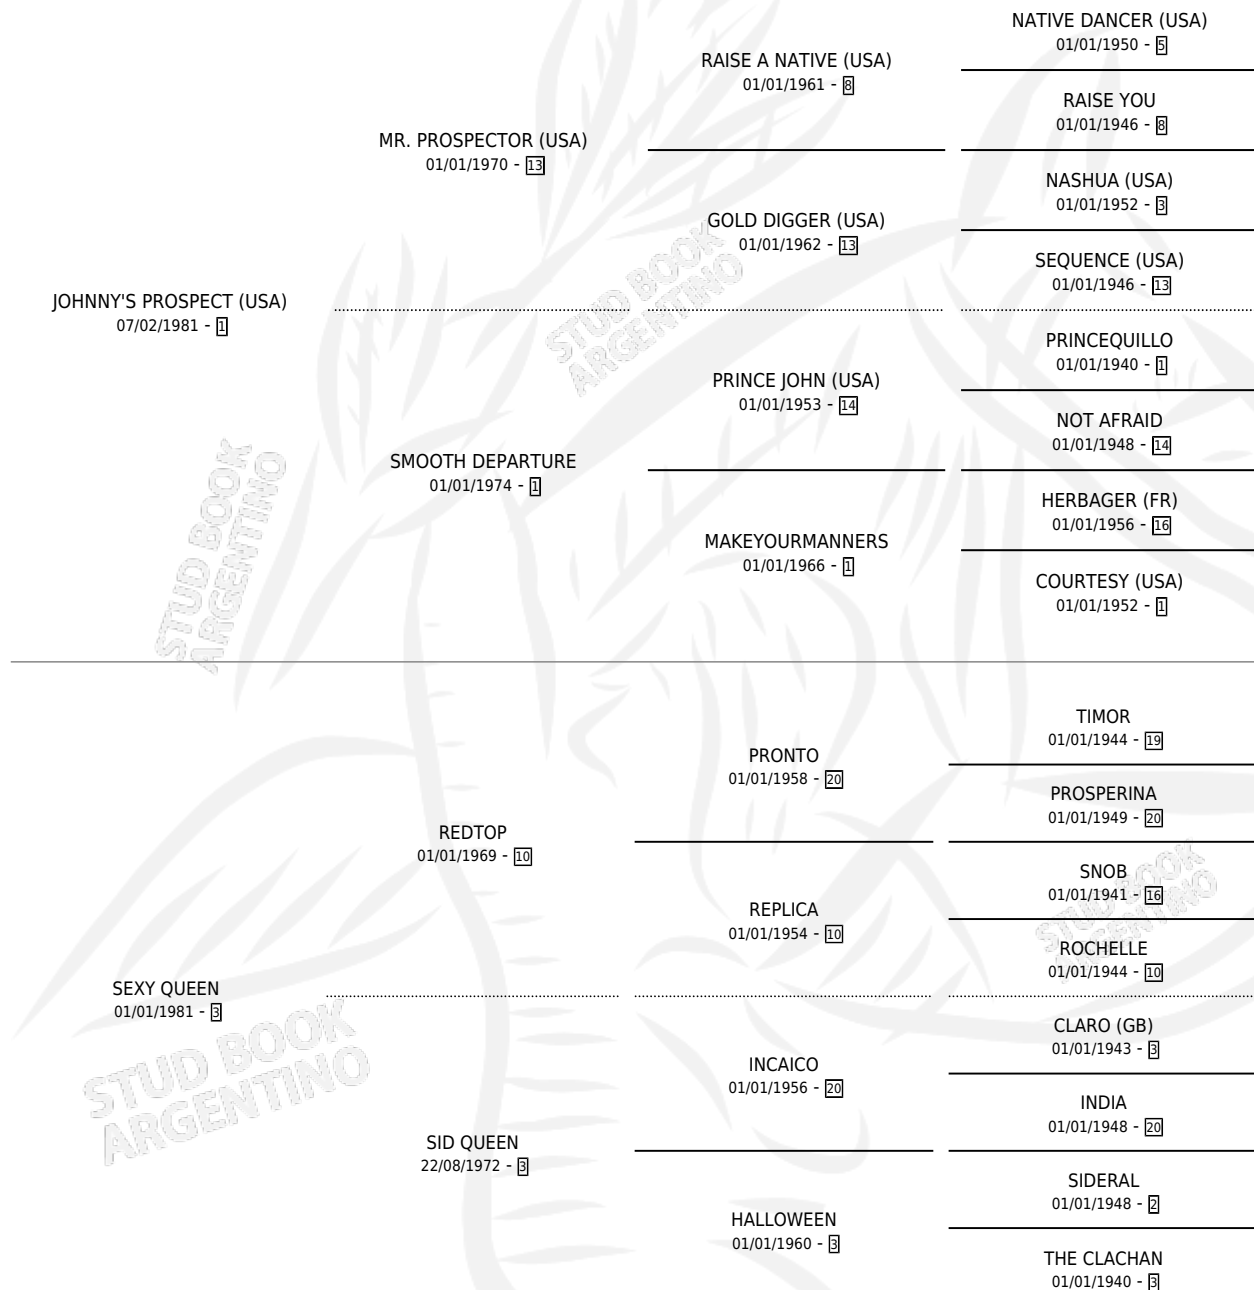 NATIVE DANCER (USA)
01/01/1950 - 5
RAISE A NATIVE (USA)
01/01/1961 - 8
RAISE YOU
01/01/1946 - 8
MR. PROSPECTOR (USA)
01/01/1970 - 13
NASHUA (USA)
01/01/1952 - 3
GOLD DIGGER (USA)
01/01/1962 - 13
SEQUENCE (USA)
01/01/1946 - 13
JOHNNY'S PROSPECT (USA)
07/02/1981 - 1
PRINCEQUILLO
01/01/1940 - 1
PRINCE JOHN (USA)
01/01/1953 - 14
NOT AFRAID
01/01/1948 - 14
SMOOTH DEPARTURE
01/01/1974 - 1
HERBAGER (FR)
01/01/1956 - 16
MAKEYOURMANNERS
01/01/1966 - 1
COURTESY (USA)
01/01/1952 - 1
TIMOR
01/01/1944 - 19
PRONTO
01/01/1958 - 20
PROSPERINA
01/01/1949 - 20
REDTOP
01/01/1969 - 10
SNOB
01/01/1941 - 16
REPLICA
01/01/1954 - 10
ROCHELLE
01/01/1944 - 10
SEXY QUEEN
01/01/1981 - 3
CLARO (GB)
01/01/1943 - 3
INCAICO
01/01/1956 - 20
INDIA
01/01/1948 - 20
SID QUEEN
22/08/1972 - 3
SIDERAL
01/01/1948 - 2
HALLOWEEN
01/01/1960 - 3
THE CLACHAN
01/01/1940 - 3
STUD BOOK
ARGENTINO
STUD BOOK
ARGENTINO
STUD BOOK
ARGENTINO
STUD BOOK
ARGENTINO